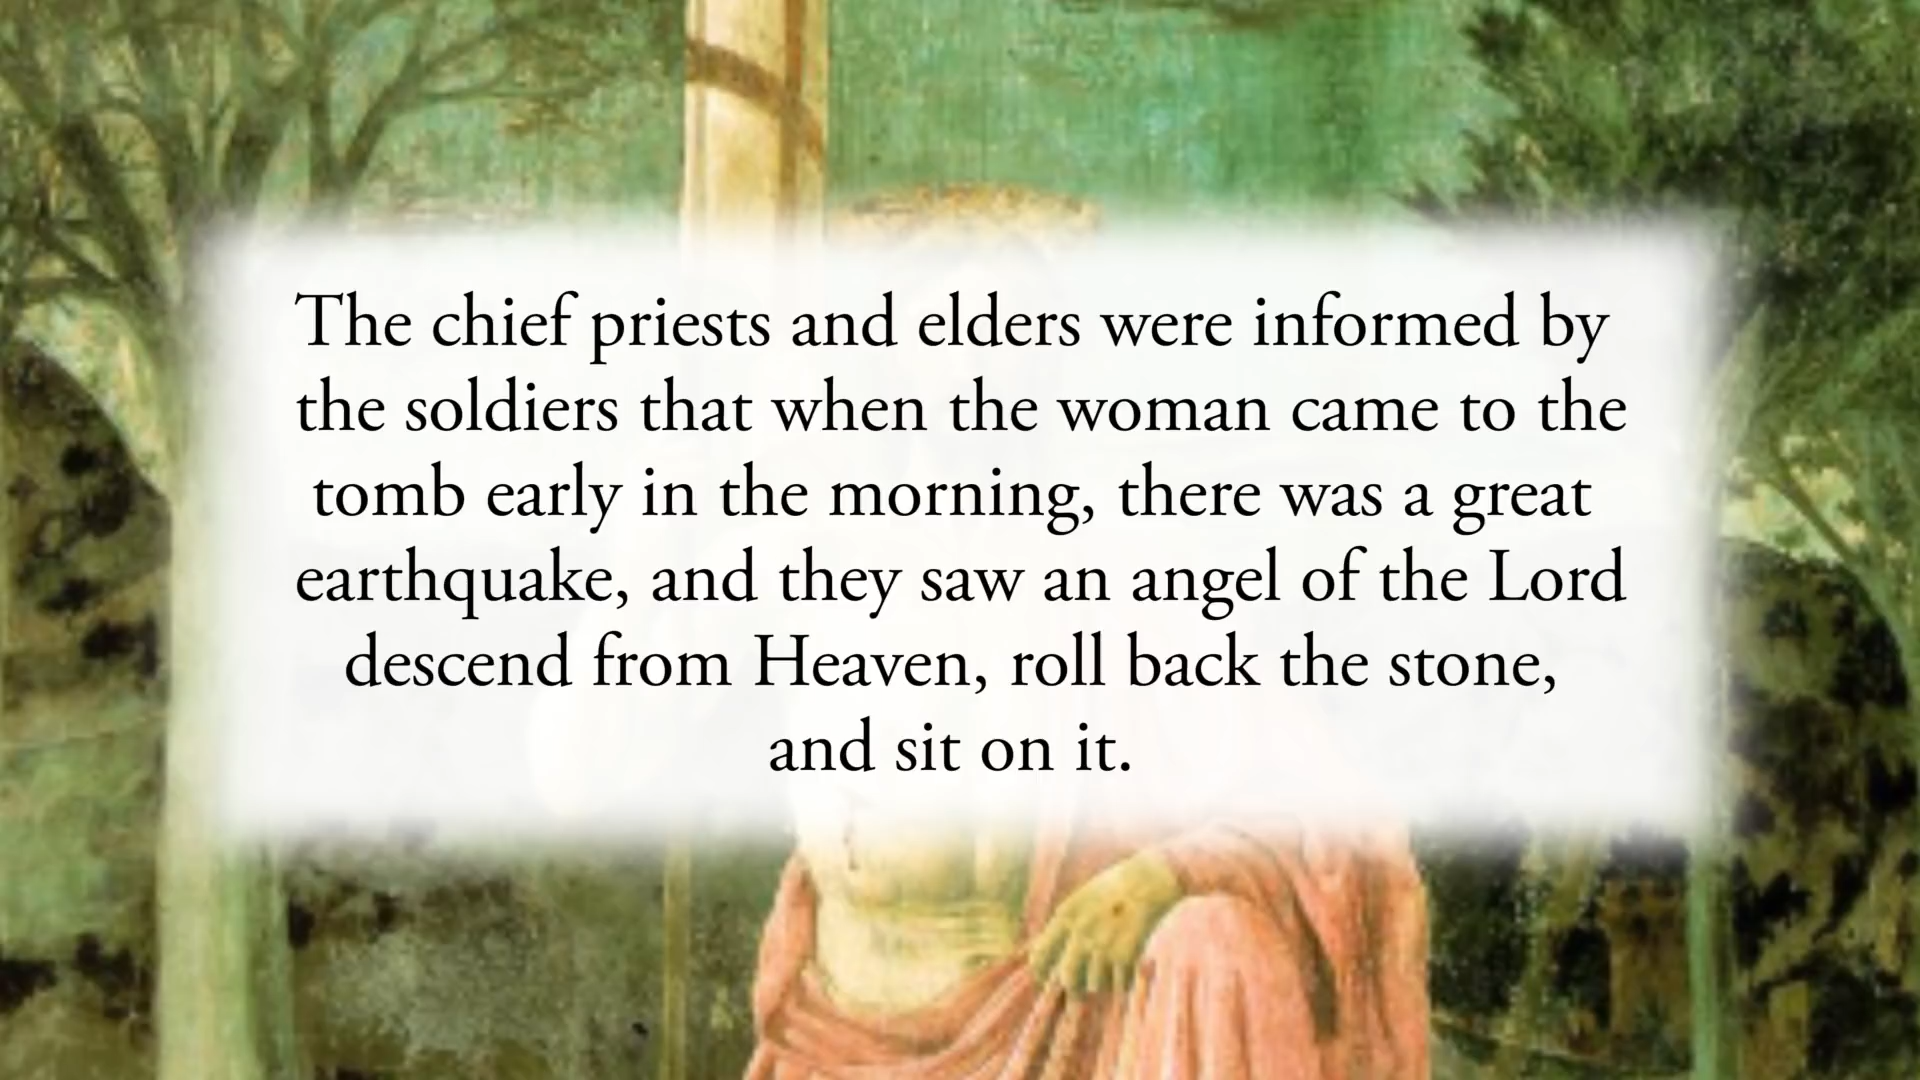 The chief priests and elders were informed by
the soldiers that when the woman came to the
tomb early in the morning, there was a great
earthquake, and they saw an angel of the Lord
descend from Heaven, roll back the stone,
and sit on it.